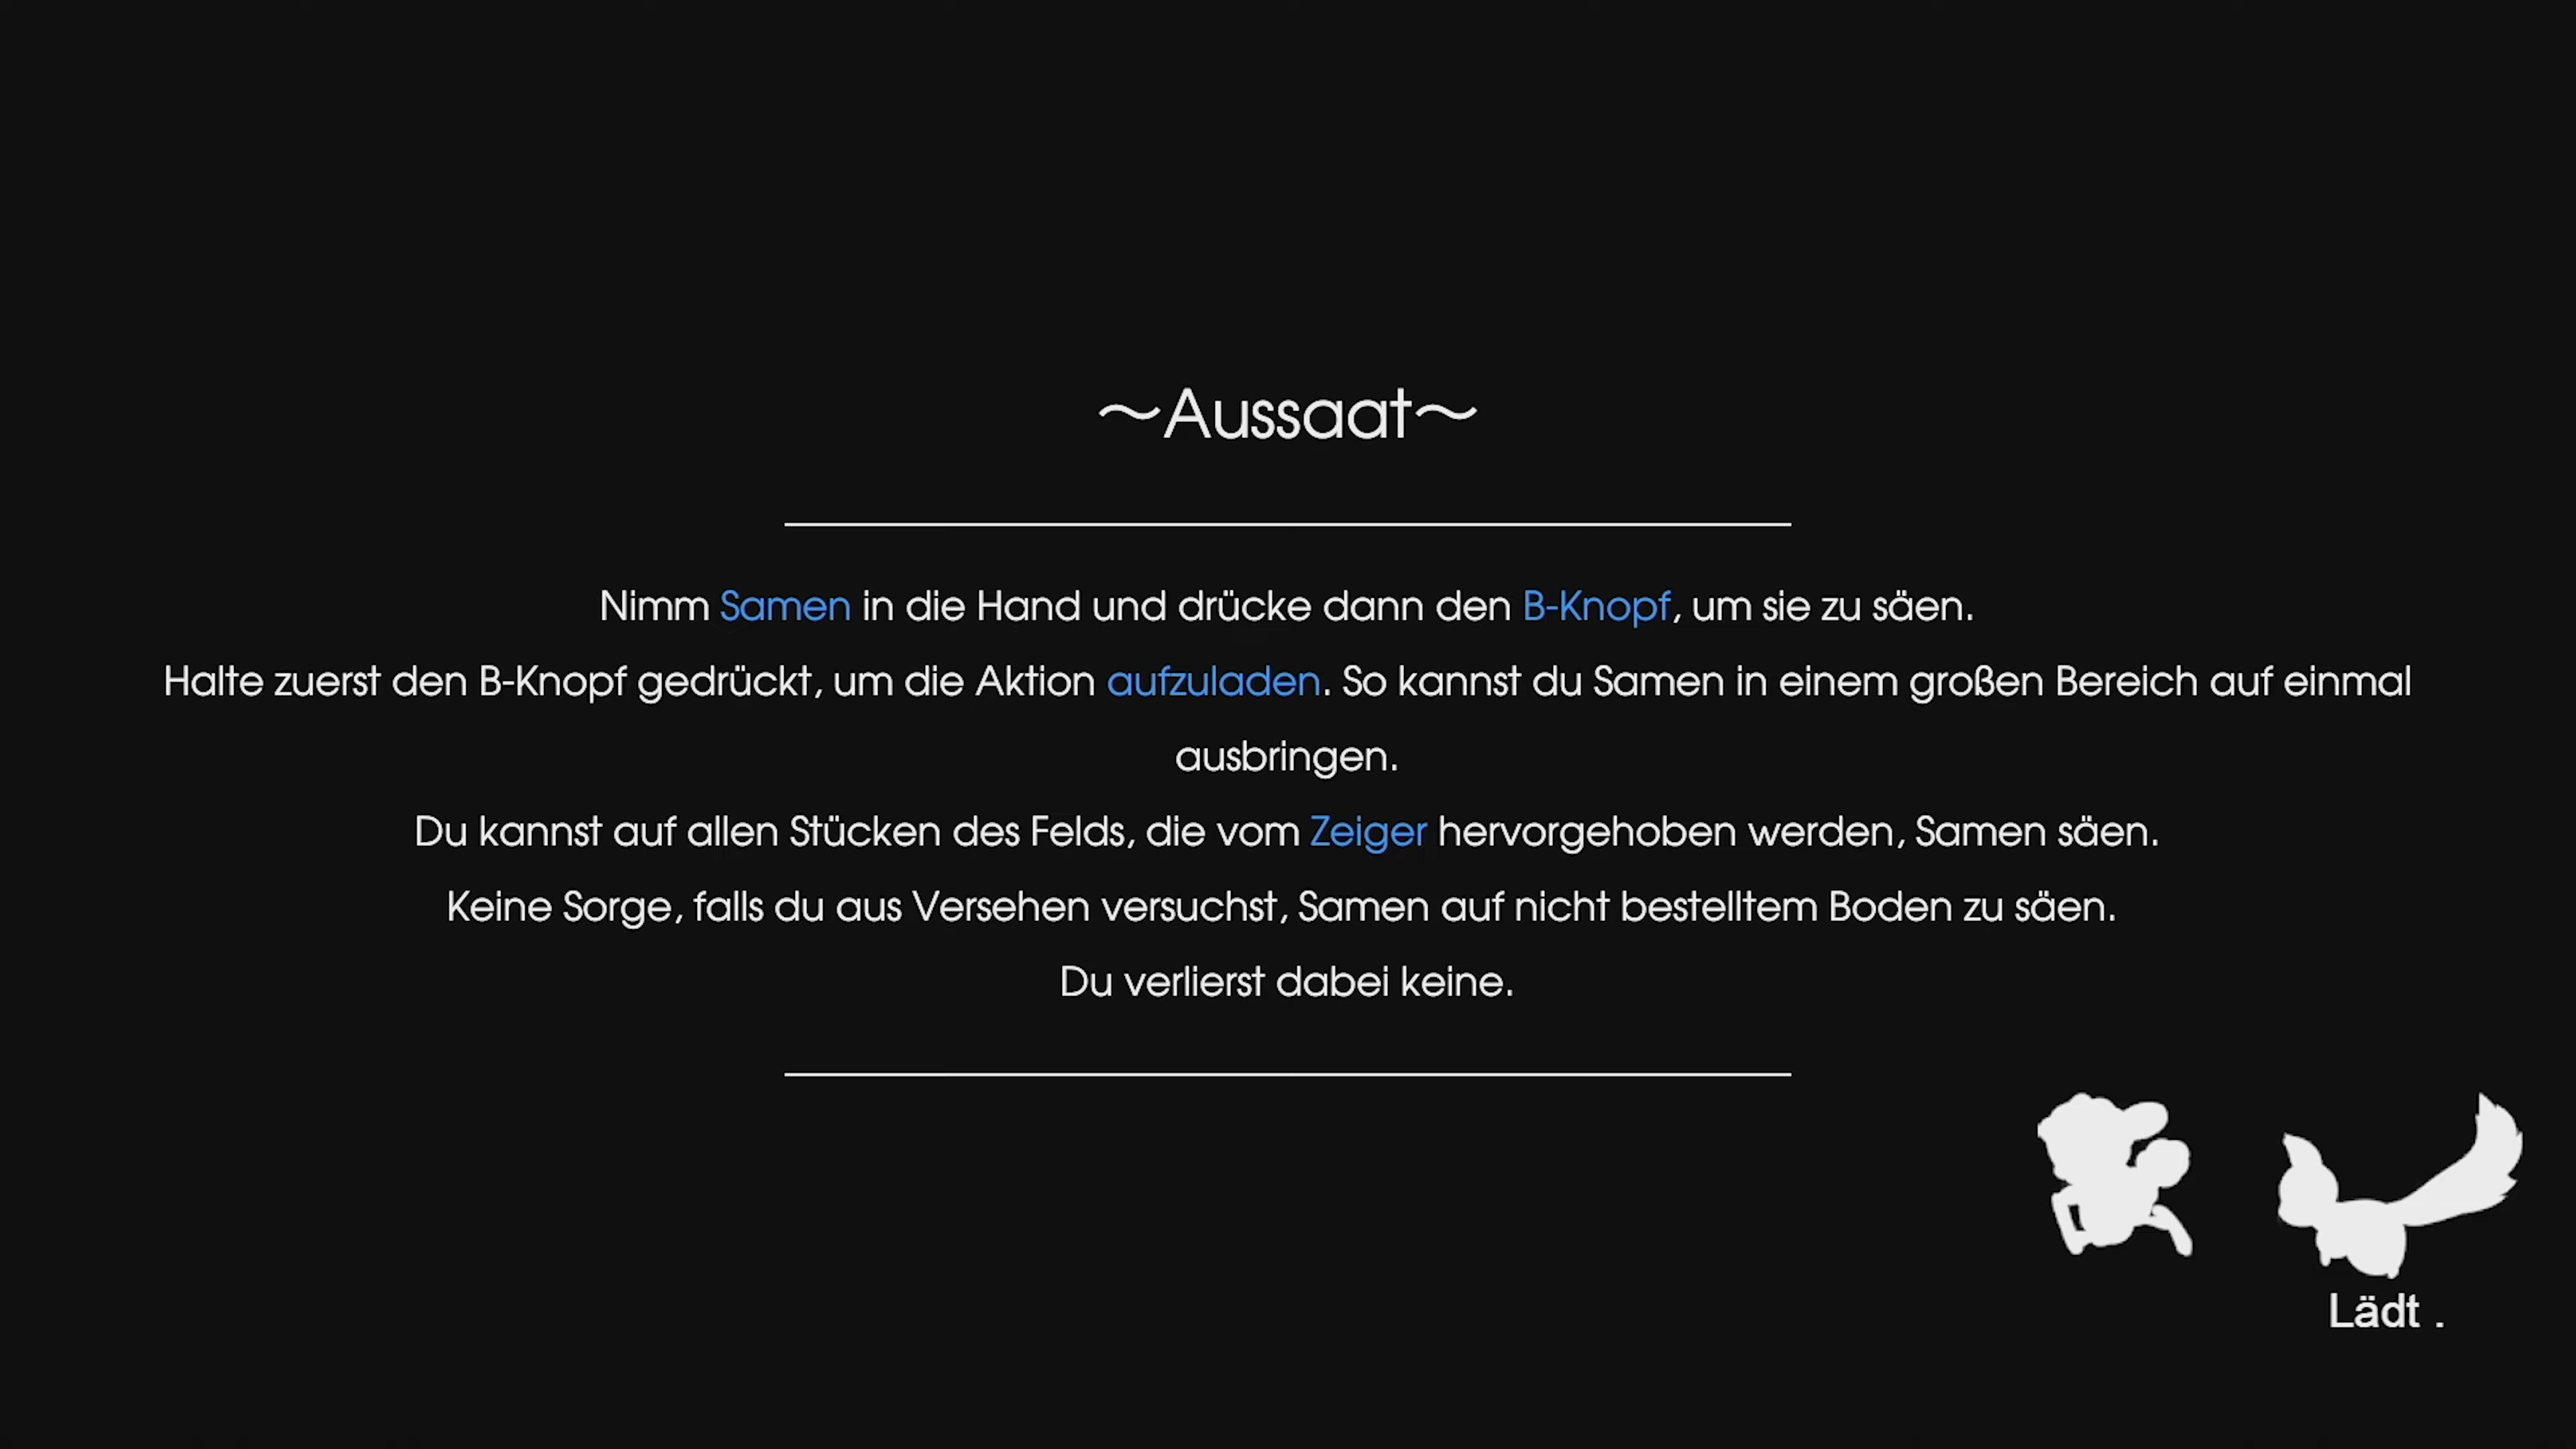 ～Aussaat～
Nimm Samen in die Hand und drücke dann den B-Knopf, um sie zu säen.
Halte zuerst den B-Knopf gedrückt, um die Aktion aufzuladen. So kannst du Samen in einem großen Bereich auf einmal
ausbringen.
Du kannst auf allen Stücken des Felds, die vom Zeiger hervorgehoben werden, Samen säen.
Keine Sorge, falls du aus Versehen versuchst, Samen auf nicht bestelltem Boden zu säen.
Du verlierst dabei keine.
Lädt .